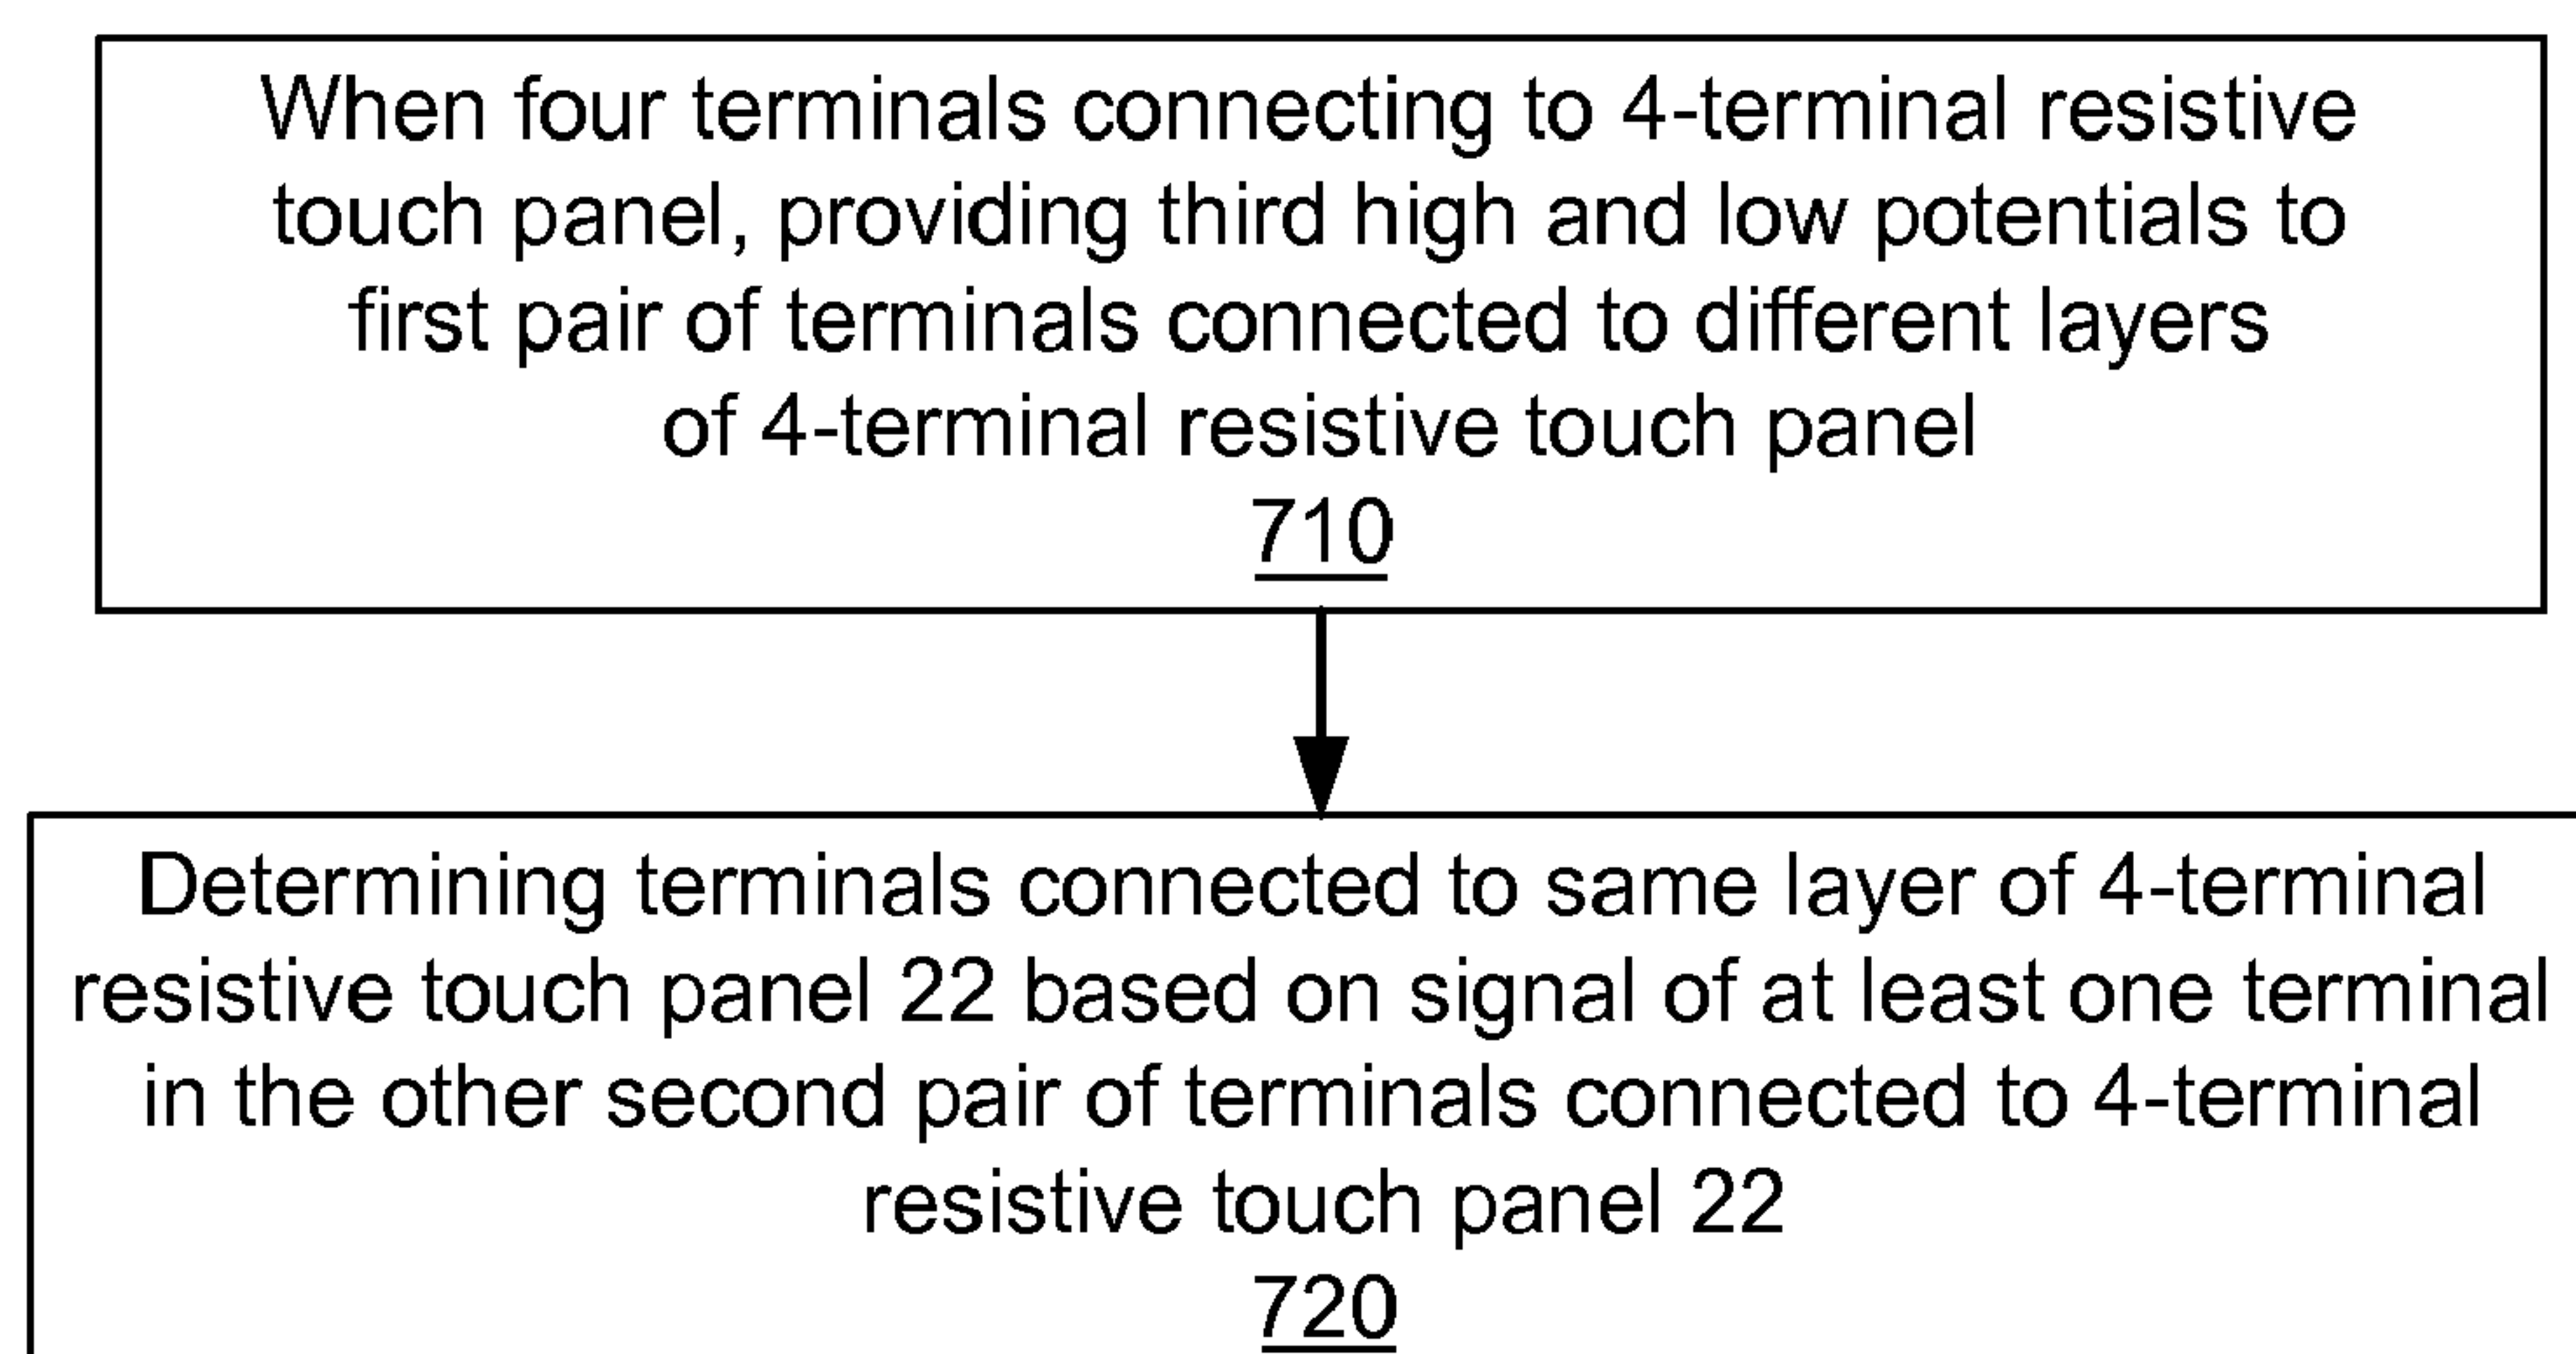 When four terminals connecting to 4-terminal resistive
touch panel, providing third high and low potentials to
first pair of terminals connected to different layers
of 4-terminal resistive touch panel
710
Determining terminals connected to same layer of 4-terminal
resistive touch panel 22 based on signal of at least one terminal
in the other second pair of terminals connected to 4-terminal
resistive touch panel 22
720